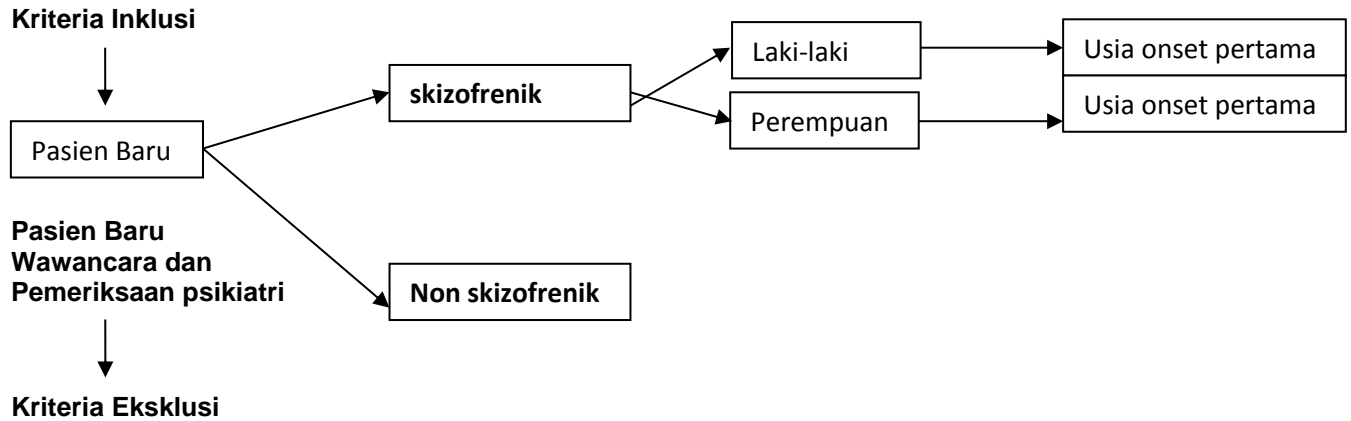 Kriteria Inklusi
Pasien Baru
Pasien Baru
Wawancara dan
Pemeriksaan psikiatri
Kriteria Eksklusi
skizofrenik
Non skizofrenik
Laki-laki
Perempuan
Usia onset pertama
Usia onset pertama